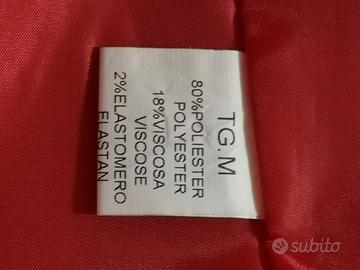 TG.M
80%POLIESTER
POLYESTER
18%VISCOSA
VISCOSE
2%ELASTOMERO
ELASTAN
subito